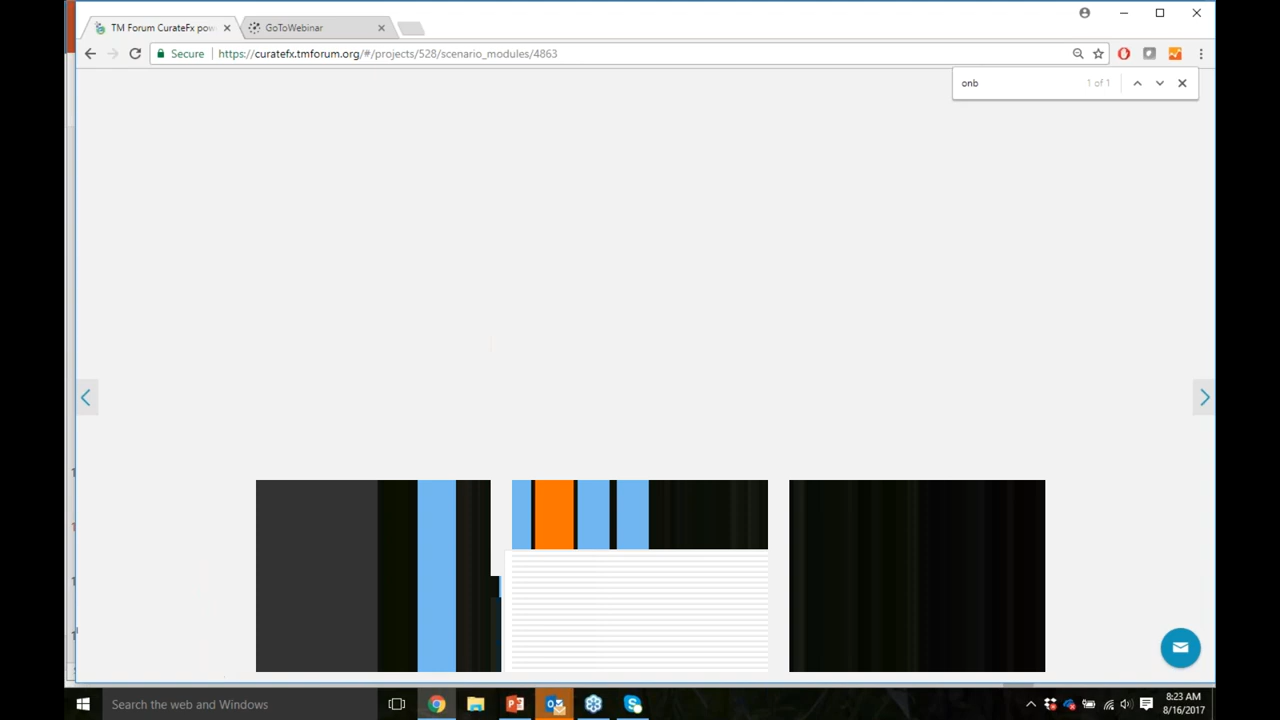 TM Forum CurateFx pow
GoToWebinar
Secure
https://curatefx.tmforum.org/#/projects/528/scenario_modules/4863
onb
1 of 1
Search the web and Windows
8:23 AM
8/16/2017